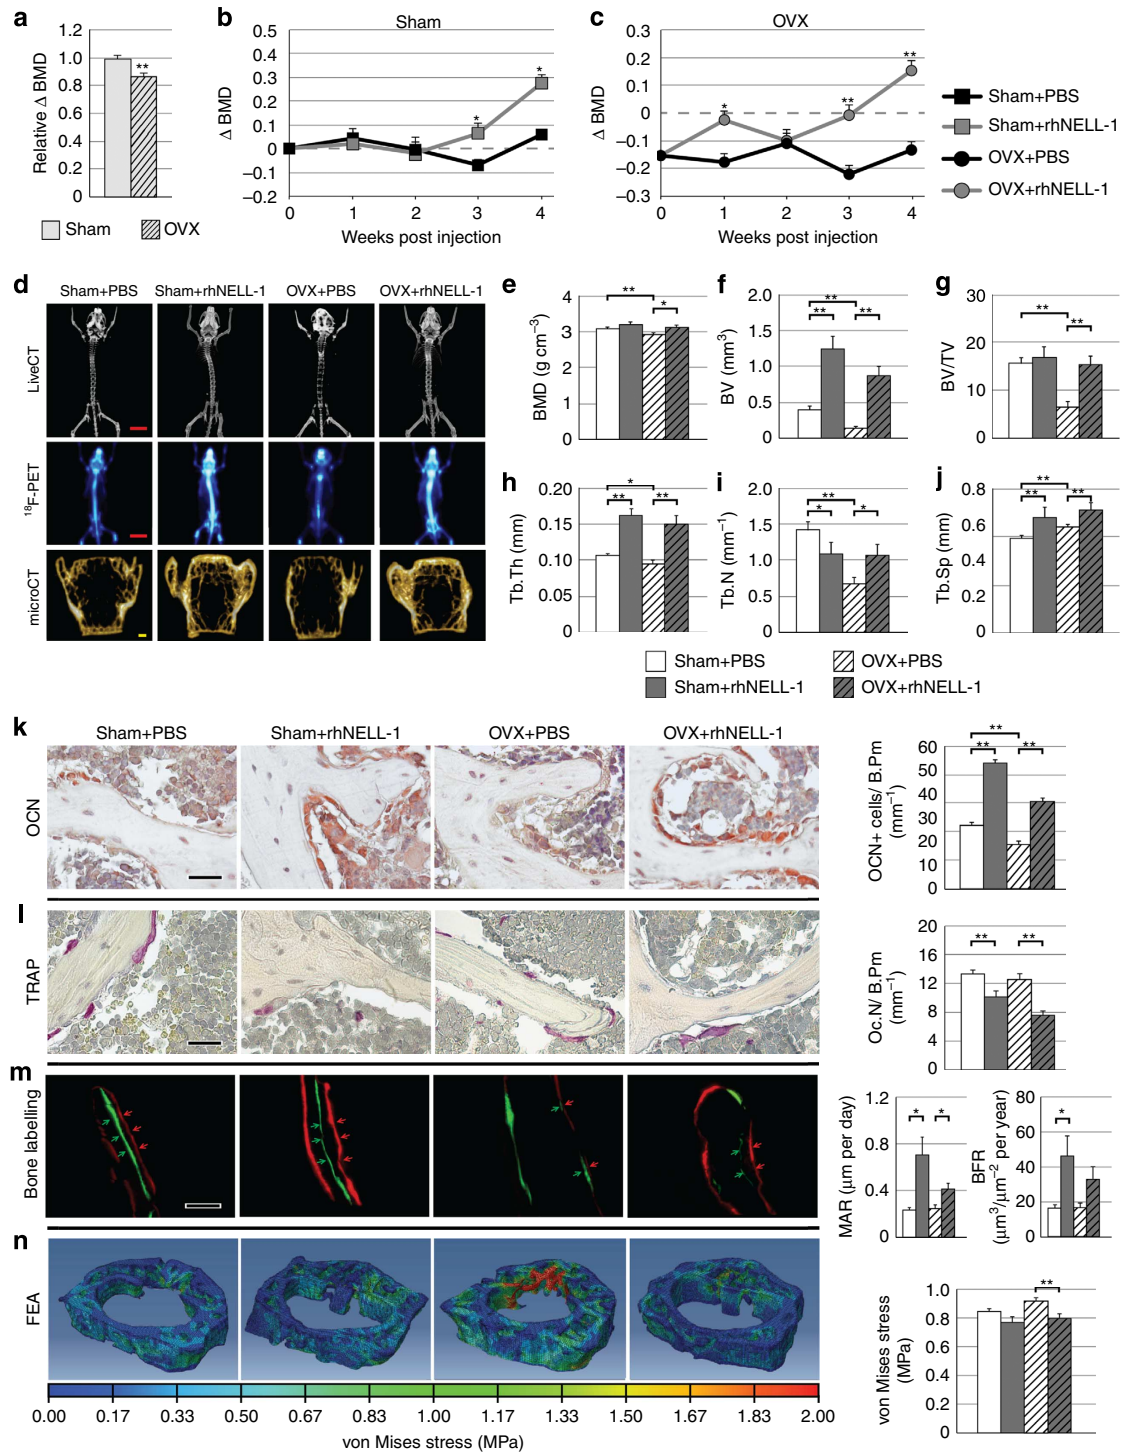 a
1.2
1.0
0.8
0.6
0.4
0.2
0
Relative Δ BMD
**
Sham
OVX
b
Sham
0.5
0.4
0.3
0.2
0.1
0
–0.1
–0.2
Δ BMD
*
*
0 1 2 3 4
Weeks post injection
c
OVX
0.3
0.2
0.1
0
–0.1
–0.2
–0.3
Δ BMD
*
**
**
0 1 2 3 4
Weeks post injection
Sham+PBS
Sham+rhNELL-1
OVX+PBS
OVX+rhNELL-1
d
Sham+PBS Sham+rhNELL-1 OVX+PBS OVX+rhNELL-1
LiveCT
18F-PET
microCT
e
4
3
2
1
0
BMD (g cm–3)
**
*
f
2.0
1.5
1.0
0.5
0
BV (mm3)
**
** **
g
30
20
10
0
BV/TV
**
**
h
0.20
0.15
0.10
0.05
0
Tb.Th (mm)
*
** **
i
2.0
1.5
1.0
0.5
0
Tb.N (mm–1)
**
* *
j
0.8
0.6
0.4
0.2
0
Tb.Sp (mm)
**
** **
Sham+PBS
Sham+rhNELL-1
OVX+PBS
OVX+rhNELL-1
k
Sham+PBS Sham+rhNELL-1 OVX+PBS OVX+rhNELL-1
OCN
60
50
40
30
20
10
0
OCN+ cells/ B.Pm
(mm–1)
**
** **
l
TRAP
20
16
12
8
4
0
Oc.N/ B.Pm
(mm–1)
** **
m
Bone labelling
1.2
0.8
0.4
0
MAR (μm per day)
* *
80
60
40
20
0
BFR
(μm3/μm–2 per year)
*
n
FEA
0.00 0.17 0.33 0.50 0.67 0.83 1.00 1.17 1.33 1.50 1.67 1.83 2.00
von Mises stress (MPa)
1.0
0.8
0.6
0.4
0.2
0
von Mises stress
(MPa)
**